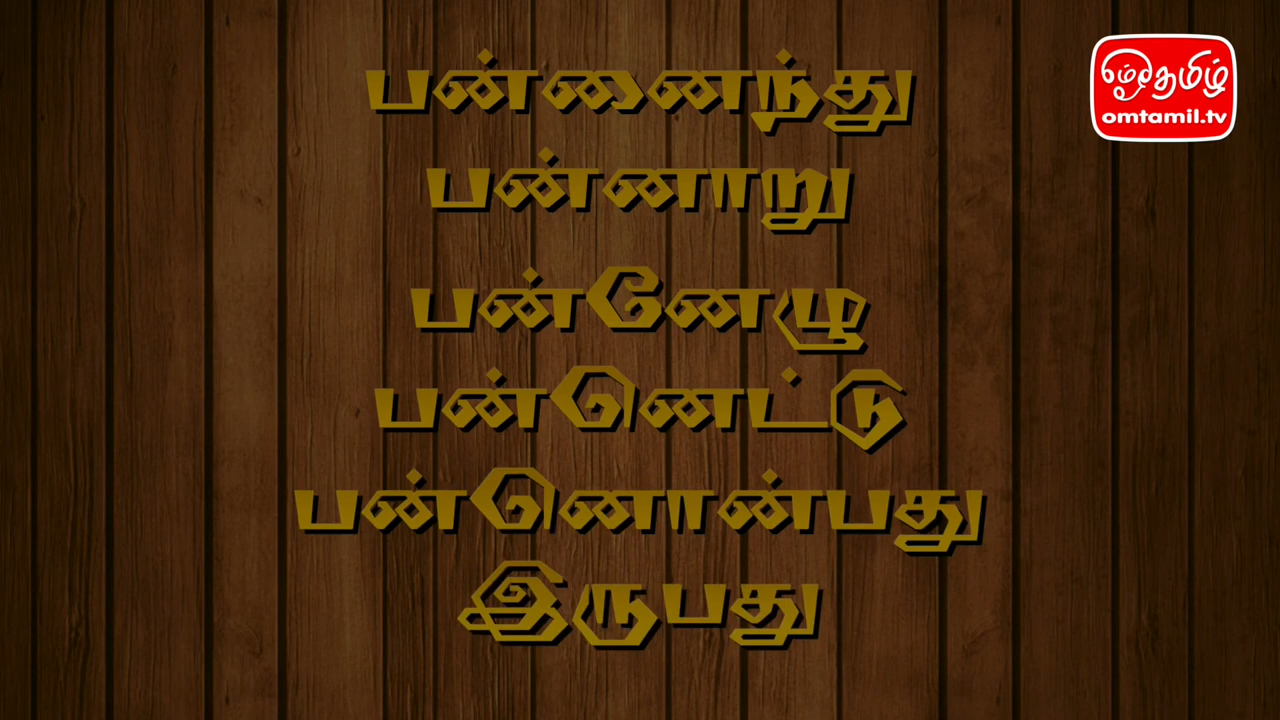 பன்னைந்து
பன்னாறு
பன்னேழு
பன்னெட்டு
பன்னொன்பது
இருபது
ஓம்தமிழ்
omtamil.tv